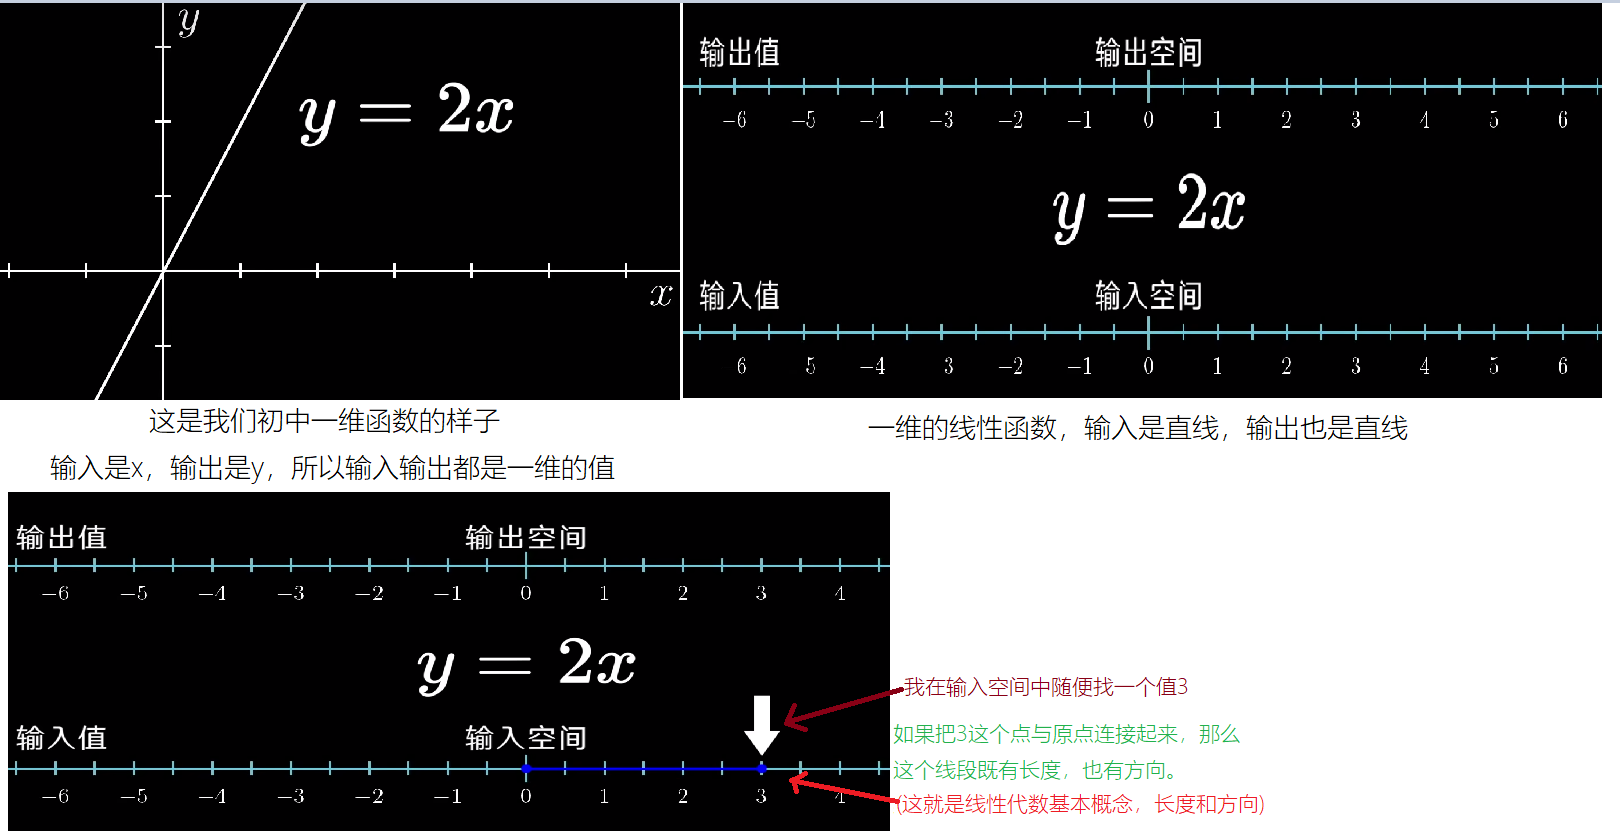 y
y = 2x
x
输出值 输出空间
−6 −5 −4 −3 −2 −1 0 1 2 3 4 5 6
y = 2x
输入值 输入空间
6 5 4 −3 −2 −1 0 1 2 3 4 5 6
这是我们初中一维函数的样子
输入是x，输出是y，所以输入输出都是一维的值
一维的线性函数，输入是直线，输出也是直线
输出值 输出空间
−6 −5 −4 −3 −2 −1 0 1 2 3 4
y = 2x
输入值 输入空间
−6 −5 −4 −3 −2 −1 0 1 2 3 4
我在输入空间中随便找一个值3
如果把3这个点与原点连接起来，那么
这个线段既有长度，也有方向。
(这就是线性代数基本概念，长度和方向)